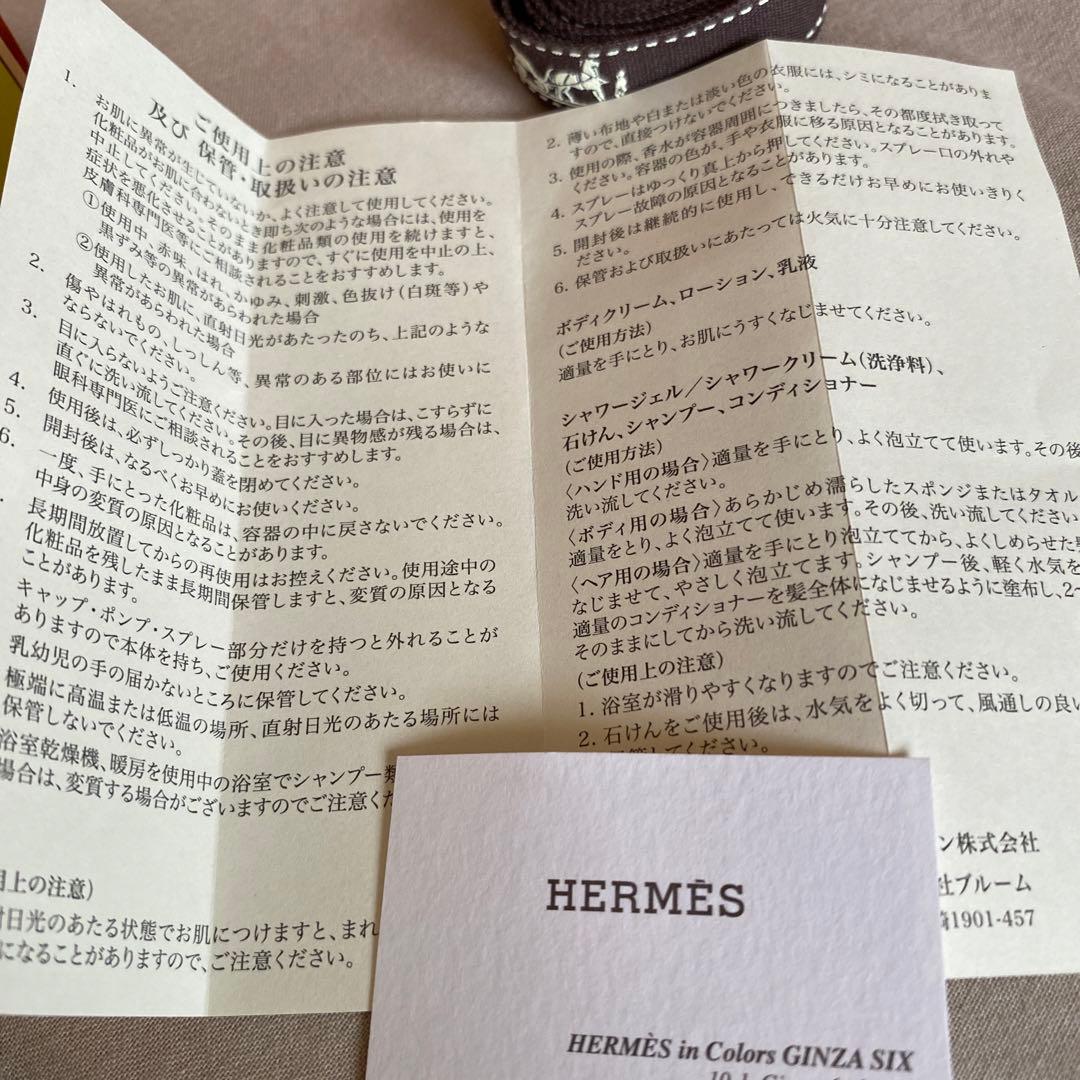 ご使用上の注意
及び 保管・取扱いの注意
1. お肌に異常が生じていないか、よく注意して使用してください。
化粧品がお肌に合わないとき即ち次のような場合には、使用を
中止してください。そのまま化粧品類の使用を続けますと、
症状を悪化させることがありますので、すぐに使用を中止の上、
皮膚科専門医等にご相談されることをおすすめします。
①使用中、赤味、はれ、かゆみ、刺激、色抜け(白斑等)や
黒ずみ等の異常があらわれた場合
②使用したお肌に、直射日光があたったのち、上記のような
異常があらわれた場合
2. 傷やはれもの、しっしん等、異常のある部位にはお使いに
ならないでください。
3. 目に入らないようご注意ください。目に入った場合は、こすらずに
直ぐに洗い流してください。その後、目に異物感が残る場合は、
眼科専門医にご相談されることをおすすめします。
4. 使用後は、必ずしっかり蓋を閉めてください。
5. 開封後は、なるべくお早めにお使いください。
6. 一度、手にとった化粧品は、容器の中に戻さないでください。
中身の変質の原因となることがあります。
長期間放置してからの再使用はお控えください。使用途中の
化粧品を残したまま長期間保管しますと、変質の原因となる
ことがあります。
キャップ・ポンプ・スプレー部分だけを持つと外れることが
ありますので本体を持ち、ご使用ください。
乳幼児の手の届かないところに保管してください。
極端に高温または低温の場所、直射日光のあたる場所には
保管しないでください。
浴室乾燥機、暖房を使用中の浴室でシャンプー類
場合は、変質する場合がございますのでご注意くだ
用上の注意)
射日光のあたる状態でお肌につけますと、まれ
になることがありますので、ご注意ください。
2. 薄い布地や白または淡い色の衣服には、シミになることがありま
すので、直接つけないでください。
3. 使用の際、香水が容器周囲につきましたら、その都度拭き取って
ください。容器の色が、手や衣服に移る原因となることがあります。
4. スプレーはゆっくり真上から押してください。スプレー口の外れや
スプレー故障の原因となることがあります。
5. 開封後は継続的に使用し、できるだけお早めにお使いきりく
ださい。
6. 保管および取扱いにあたっては火気に十分注意してください。
ボディクリーム、ローション、乳液
(ご使用方法)
適量を手にとり、お肌にうすくなじませてください。
シャワージェル／シャワークリーム(洗浄料)、
石けん、シャンプー、コンディショナー
(ご使用方法)
〈ハンド用の場合〉適量を手にとり、よく泡立てて使います。その後
洗い流してください。
〈ボディ用の場合〉あらかじめ濡らしたスポンジまたはタオル
適量をとり、よく泡立てて使います。その後、洗い流してください
〈ヘア用の場合〉適量を手にとり泡立ててから、よくしめらせた
なじませて、やさしく泡立てます。シャンプー後、軽く水気を
適量のコンディショナーを髪全体になじませるように塗布し、2〜
そのままにしてから洗い流してください。
(ご使用上の注意)
1. 浴室が滑りやすくなりますのでご注意ください。
2. 石けんをご使用後は、水気をよく切って、風通しの良い
してください。
ン株式会社
社ブルーム
1901-457
HERMÈS
HERMÈS in Colors GINZA SIX